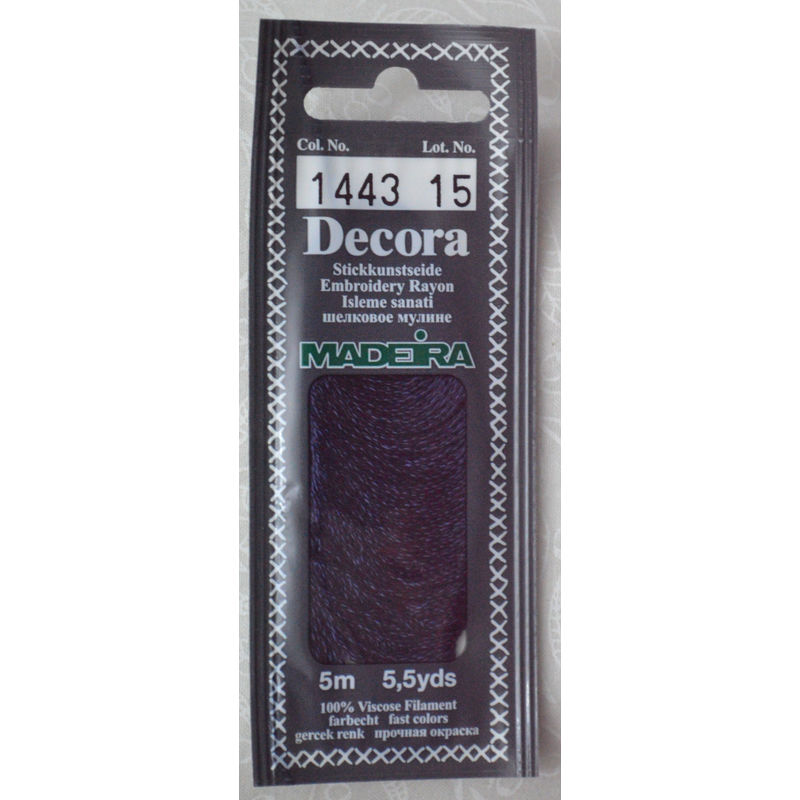 Col. No. Lot. No.
1443 15
Decora
Stickkunstseide
Embroidery Rayon
Isleme sanati
шелковое мулине
MADEIRA
5m 5,5yds
100% Viscose Filament
farbecht fast colors
gercek renk прочная окраска